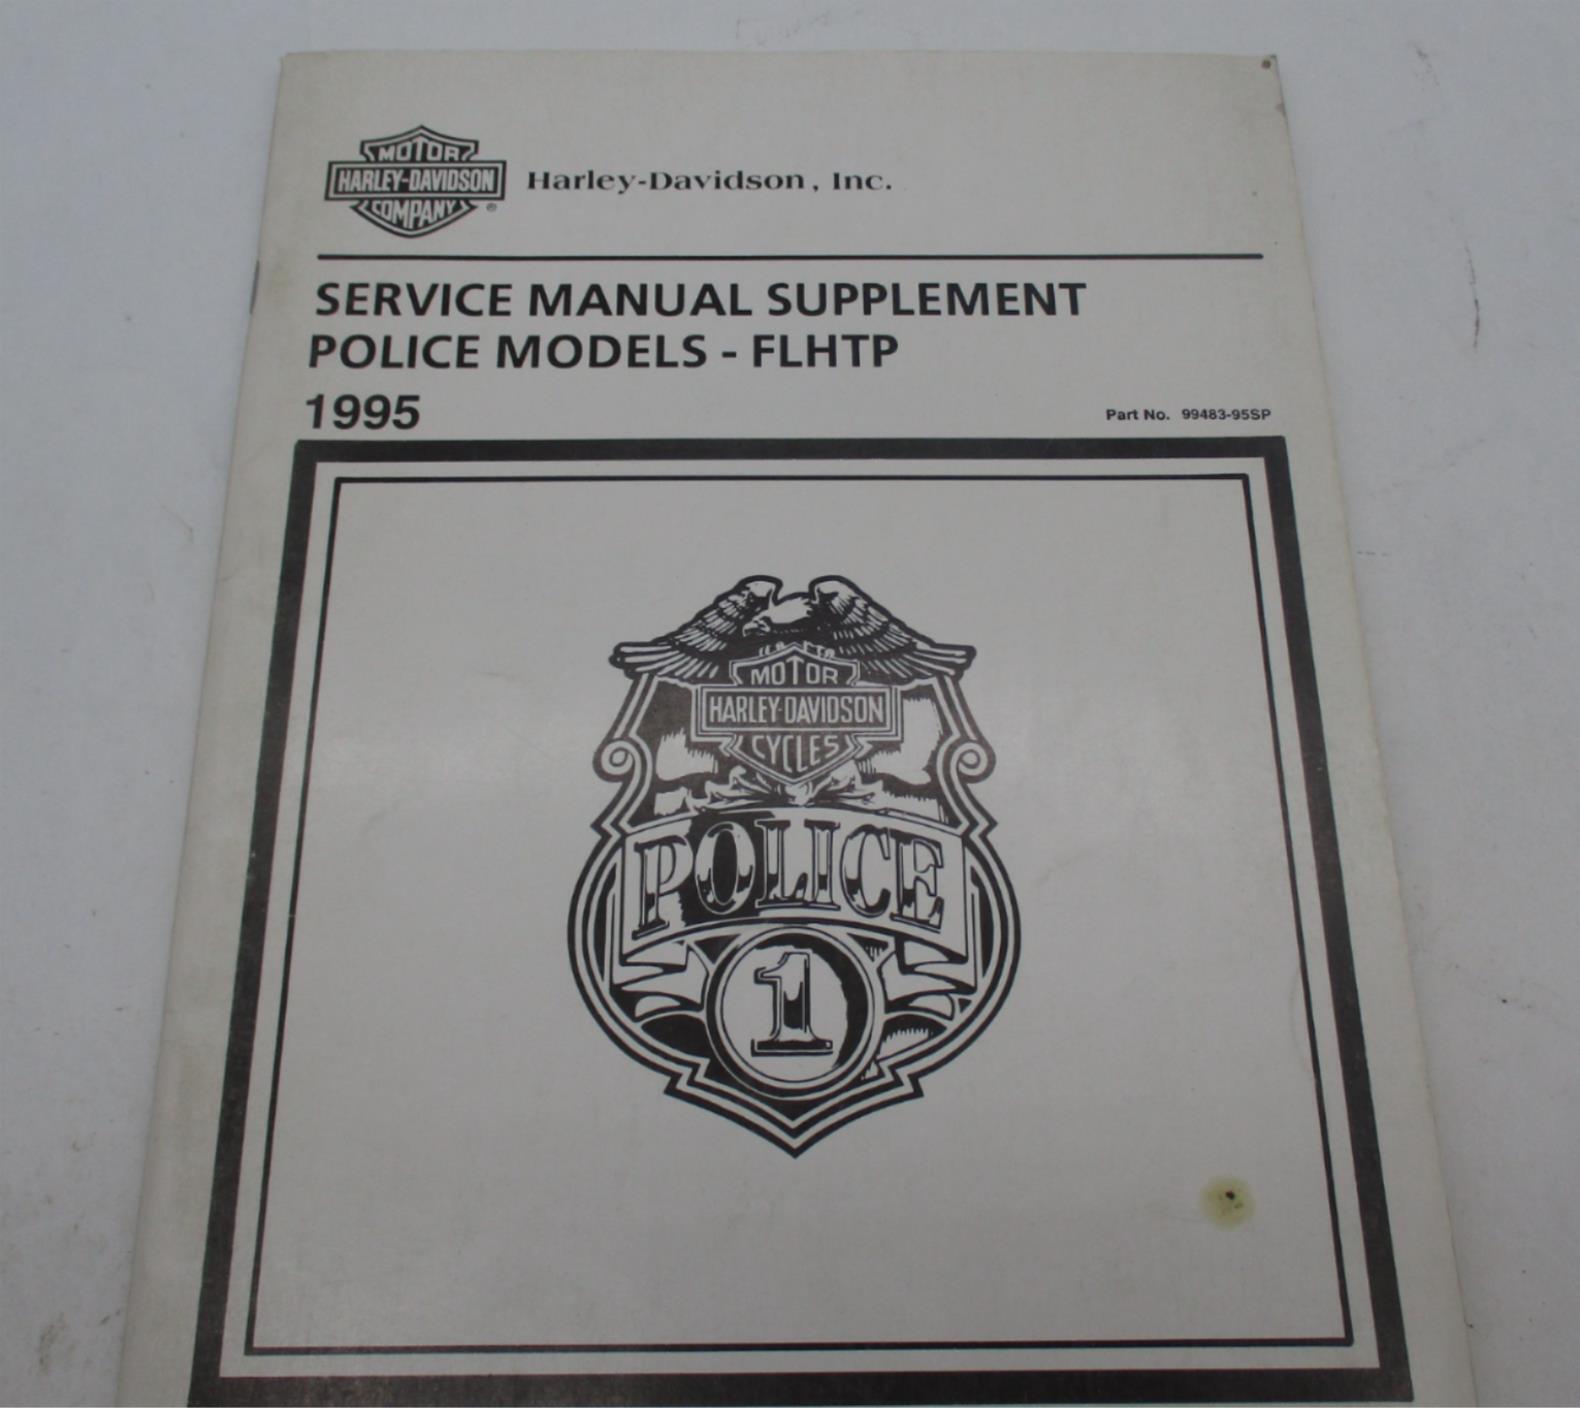 MOTOR
HARLEY-DAVIDSON
COMPANY
®
Harley-Davidson, Inc.
SERVICE MANUAL SUPPLEMENT
POLICE MODELS - FLHTP
1995
Part No. 99483-95SP
MOTOR
HARLEY-DAVIDSON
CYCLES
POLICE
1